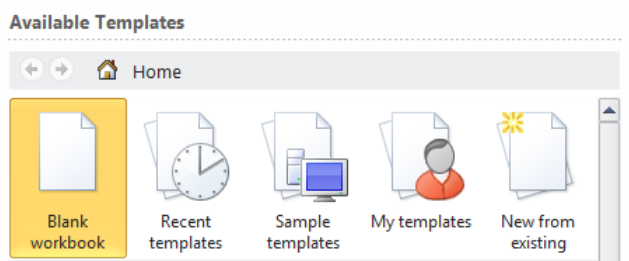 Available Templates
Home
Blank
workbook
Recent
templates
Sample
templates
My templates
New from
existing